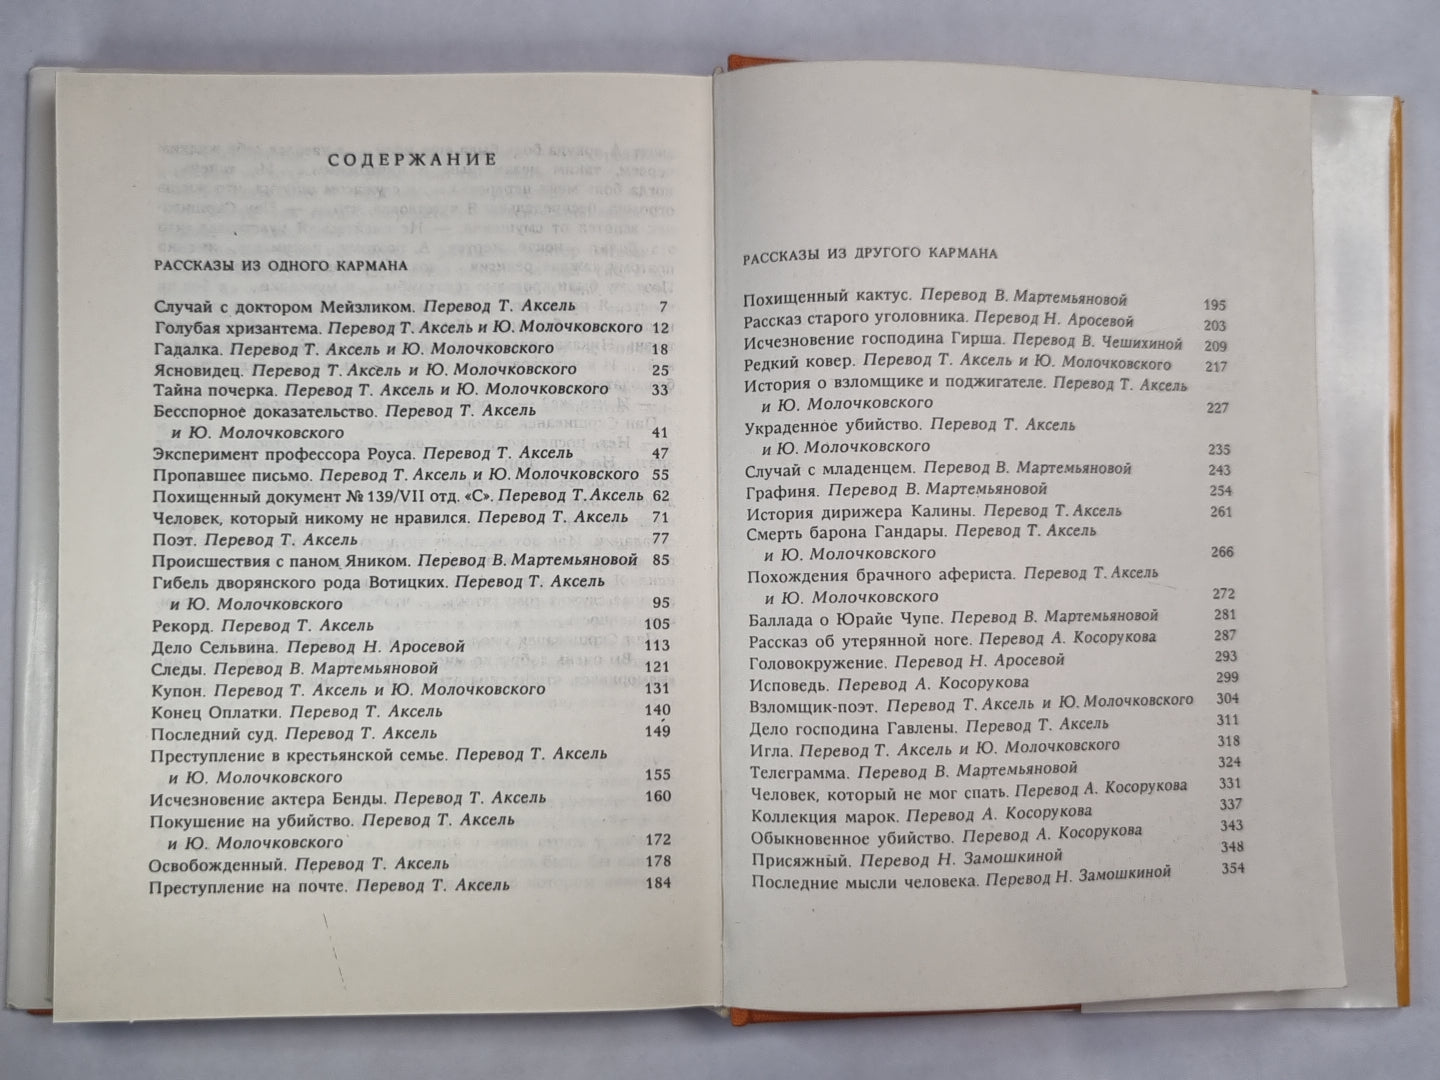 СОДЕРЖАНИЕ
РАССКАЗЫ ИЗ ОДНОГО КАРМАНА
Случай с доктором Мейзликом. Перевод Т. Аксель 7
Голубая хризантема. Перевод Т. Аксель и Ю. Молочковского 12
Гадалка. Перевод Т. Аксель и Ю. Молочковского 18
Ясновидец. Перевод Т. Аксель и Ю. Молочковского 25
Тайна почерка. Перевод Т. Аксель и Ю. Молочковского 33
Бесспорное доказательство. Перевод Т. Аксель
и Ю. Молочковского 41
Эксперимент профессора Роуса. Перевод Т. Аксель 47
Пропавшее письмо. Перевод Т. Аксель и Ю. Молочковского 55
Похищенный документ № 139/VII отд. «С». Перевод Т. Аксель 62
Человек, который никому не нравился. Перевод Т. Аксель 71
Поэт. Перевод Т. Аксель 77
Происшествия с паном Яником. Перевод В. Мартемьяновой 85
Гибель дворянского рода Вотицких. Перевод Т. Аксель
и Ю. Молочковского 95
Рекорд. Перевод Т. Аксель 105
Дело Сельвина. Перевод Н. Аросевой 113
Следы. Перевод В. Мартемьяновой 121
Купон. Перевод Т. Аксель и Ю. Молочковского 131
Конец Оплатки. Перевод Т. Аксель 140
Последний суд. Перевод Т. Аксель 149
Преступление в крестьянской семье. Перевод Т. Аксель
и Ю. Молочковского 155
Исчезновение актера Бенды. Перевод Т. Аксель 160
Покушение на убийство. Перевод Т. Аксель
и Ю. Молочковского 172
Освобожденный. Перевод Т. Аксель 178
Преступление на почте. Перевод Т. Аксель 184
РАССКАЗЫ ИЗ ДРУГОГО КАРМАНА
Похищенный кактус. Перевод В. Мартемьяновой 195
Рассказ старого уголовника. Перевод Н. Аросевой 203
Исчезновение господина Гирша. Перевод В. Чешихиной 209
Редкий ковер. Перевод Т. Аксель и Ю. Молочковского 217
История о взломщике и поджигателе. Перевод Т. Аксель
и Ю. Молочковского 227
Украденное убийство. Перевод Т. Аксель
и Ю. Молочковского 235
Случай с младенцем. Перевод В. Мартемьяновой 243
Графиня. Перевод В. Мартемьяновой 254
История дирижера Калины. Перевод Т. Аксель 261
Смерть барона Гандары. Перевод Т. Аксель
и Ю. Молочковского 266
Похождения брачного афериста. Перевод Т. Аксель
и Ю. Молочковского 272
Баллада о Юрайе Чупе. Перевод В. Мартемьяновой 281
Рассказ об утерянной ноге. Перевод А. Косорукова 287
Головокружение. Перевод Н. Аросевой 293
Исповедь. Перевод А. Косорукова 299
Взломщик-поэт. Перевод Т. Аксель и Ю. Молочковского 304
Дело господина Гавлены. Перевод Т. Аксель 311
Игла. Перевод Т. Аксель и Ю. Молочковского 318
Телеграмма. Перевод В. Мартемьяновой 324
Человек, который не мог спать. Перевод А. Косорукова 331
Коллекция марок. Перевод А. Косорукова 337
Обыкновенное убийство. Перевод А. Косорукова 343
Присяжный. Перевод Н. Замошкиной 348
Последние мысли человека. Перевод Н. Замошкиной 354